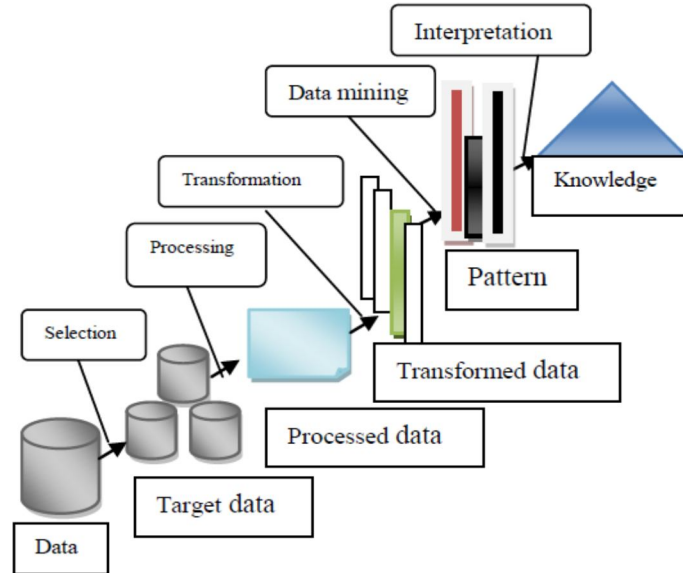 Interpretation
Data mining
Knowledge
Transformation
Processing
Pattern
Selection
Transformed data
Processed data
Target data
Data